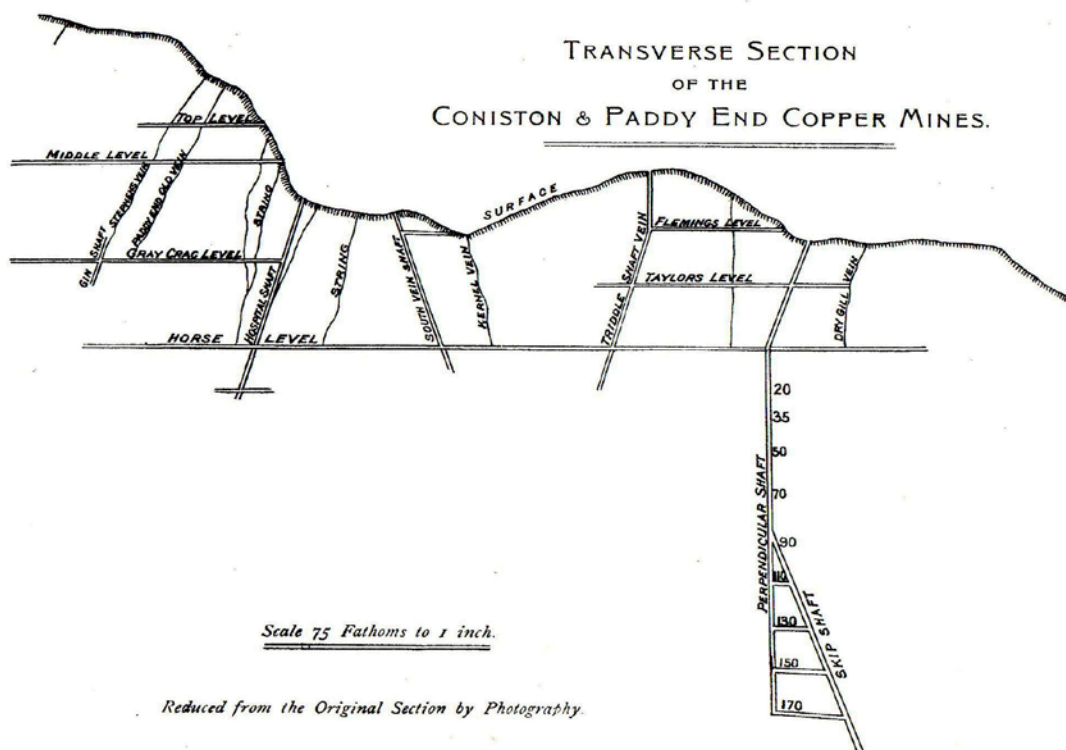 TRANSVERSE SECTION
OF THE
CONISTON & PADDY END COPPER MINES.
TOP LEVEL
MIDDLE LEVEL
GIN SHAFT STEPHENS VEIN
PADDY END OLD VEIN
STRING
SURFACE
FLEMINGS LEVEL
GRAY CRAG LEVEL
HOSPITAL SHAFT
STRING
SOUTH VEIN SHAFT
KERNEL VEIN
TRIDDLE SHAFT VEIN
TAYLORS LEVEL
DRY GILL VEIN
HORSE LEVEL
20
35
50
70
90
110
130
150
170
PERPENDICULAR SHAFT
SKIP SHAFT
Scale 75 Fathoms to 1 inch.
Reduced from the Original Section by Photography.